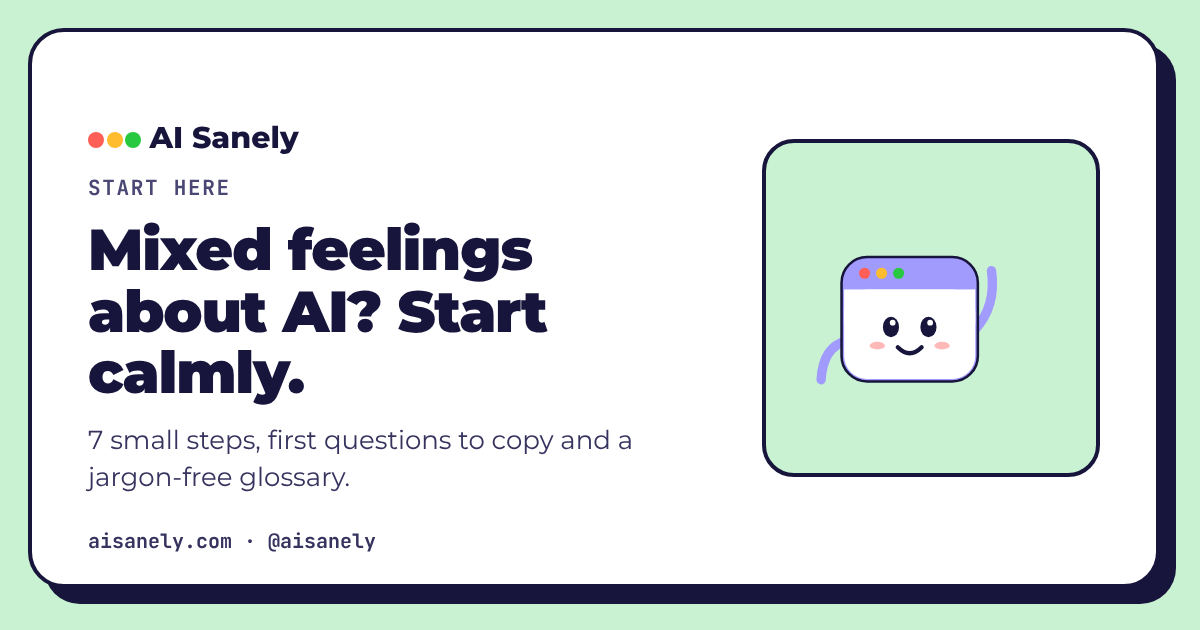 AI Sanely
START HERE
Mixed feelings
about AI? Start
calmly.
7 small steps, first questions to copy and a
jargon-free glossary.
aisanely.com · @aisanely